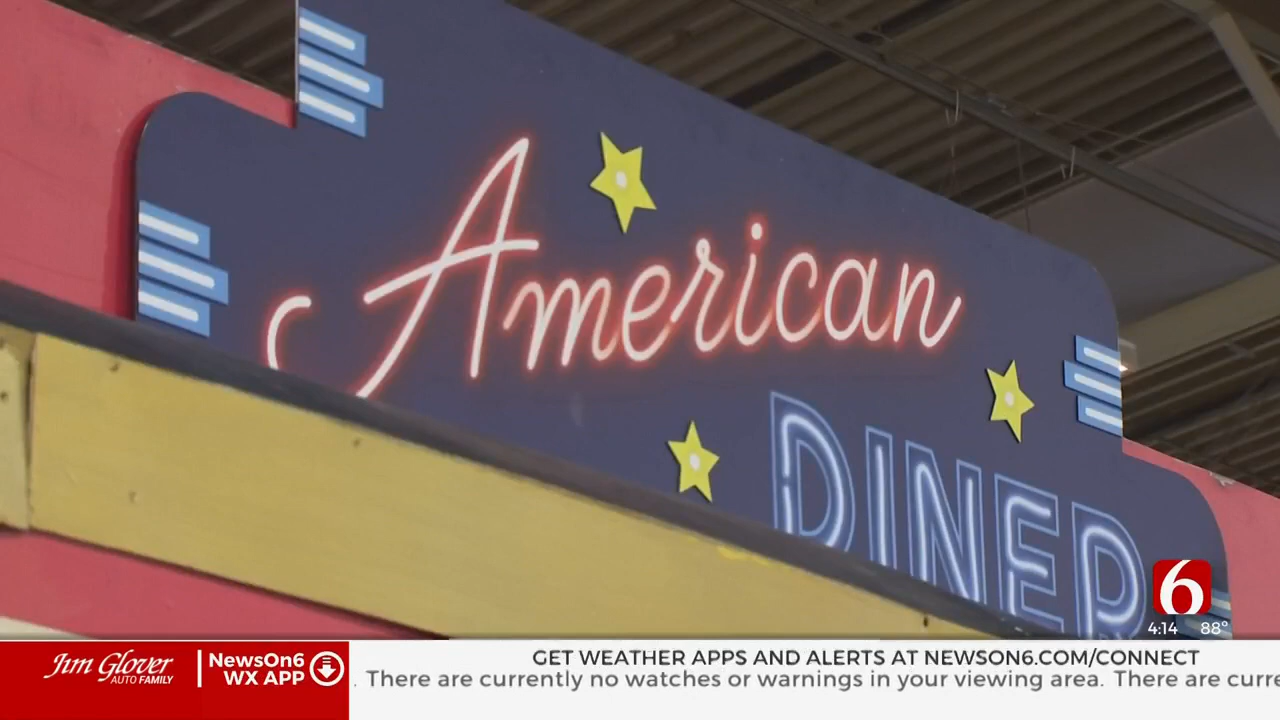 American
DINER
6
4:14 88°
Jim Glover
AUTO FAMILY
NewsOn6
WX APP
GET WEATHER APPS AND ALERTS AT NEWSON6.COM/CONNECT
. There are currently no watches or warnings in your viewing area. There are curre